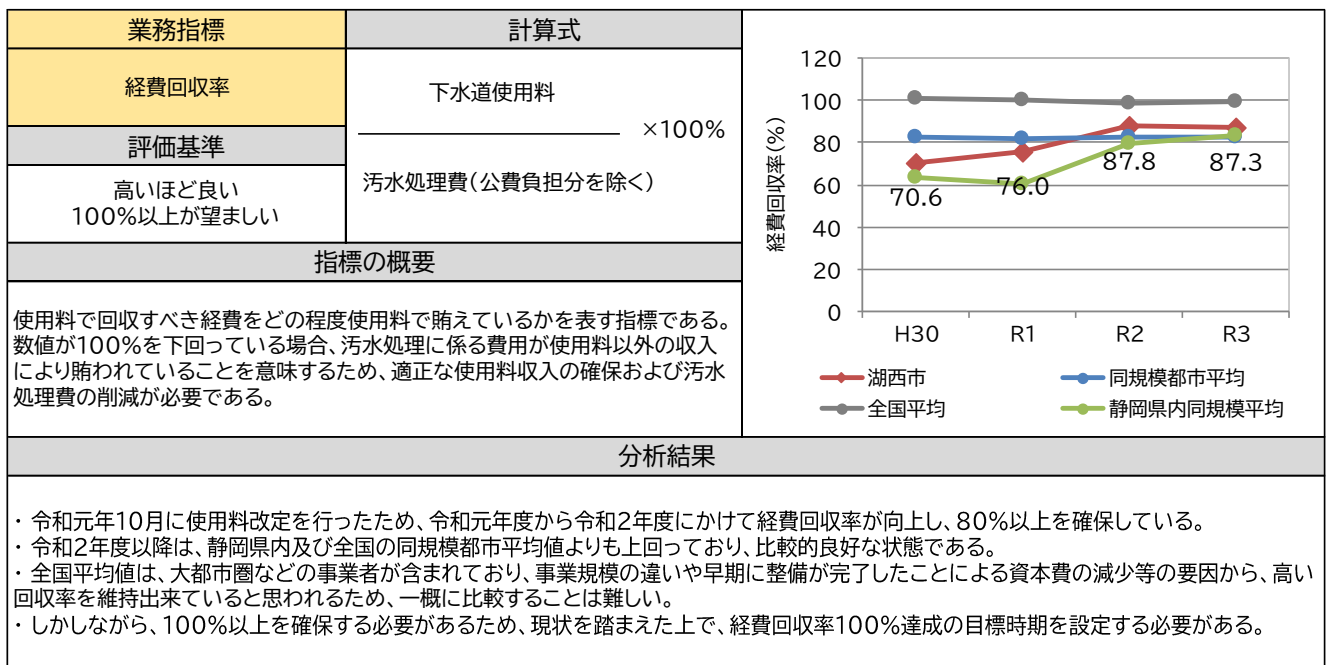 業務指標
計算式
経費回収率
下水道使用料
×100%
汚水処理費(公費負担分を除く)
評価基準
高いほど良い
100%以上が望ましい
指標の概要
使用料で回収すべき経費をどの程度使用料で賄えているかを表す指標である。
数値が100%を下回っている場合、汚水処理に係る費用が使用料以外の収入
により賄われていることを意味するため、適正な使用料収入の確保および汚水
処理費の削減が必要である。
経費回収率(%)
120
100
80
60
40
20
0
70.6
76.0
87.8
87.3
H30
R1
R2
R3
湖西市
同規模都市平均
全国平均
静岡県内同規模平均
分析結果
・ 令和元年10月に使用料改定を行ったため、令和元年度から令和2年度にかけて経費回収率が向上し、80%以上を確保している。
・ 令和2年度以降は、静岡県内及び全国の同規模都市平均値よりも上回っており、比較的良好な状態である。
・ 全国平均値は、大都市圏などの事業者が含まれており、事業規模の違いや早期に整備が完了したことによる資本費の減少等の要因から、高い
回収率を維持出来ていると思われるため、一概に比較することは難しい。
・ しかしながら、100%以上を確保する必要があるため、現状を踏まえた上で、経費回収率100%達成の目標時期を設定する必要がある。